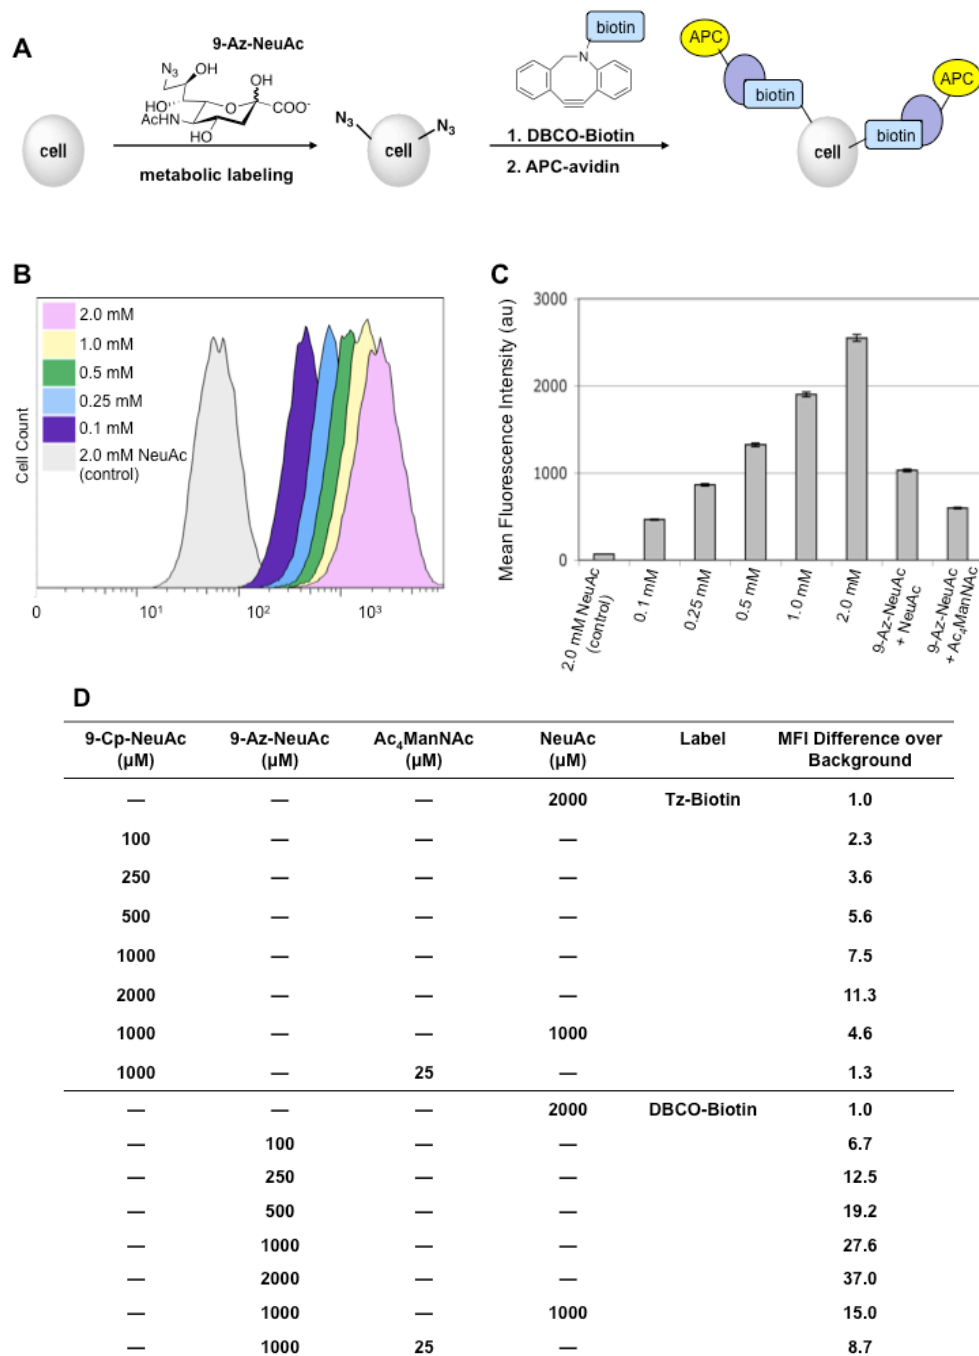 A
9-Az-NeuAc
N3
OH
HO
OH
O
COO-
AcHN
HO
cell
metabolic labeling
N3
N3
cell
biotin
N
1. DBCO-Biotin
2. APC-avidin
APC
APC
biotin
biotin
cell
B
2.0 mM
1.0 mM
0.5 mM
0.25 mM
0.1 mM
2.0 mM NeuAc
(control)
Cell Count
0 10¹ 10² 10³
C
Mean Fluorescence Intensity (au)
3000
2000
1000
0
2.0 mM NeuAc
(control)
0.1 mM
0.25 mM
0.5 mM
1.0 mM
2.0 mM
9-Az-NeuAc
+ NeuAc
9-Az-NeuAc
+ Ac₄ManNAc
D
9-Cp-NeuAc 9-Az-NeuAc Ac₄ManNAc NeuAc Label MFI Difference over
(µM) (µM) (µM) (µM) Background
— — — 2000 Tz-Biotin 1.0
100 — — — 2.3
250 — — — 3.6
500 — — — 5.6
1000 — — — 7.5
2000 — — — 11.3
1000 — — 1000 4.6
1000 — 25 — 1.3
— — — 2000 DBCO-Biotin 1.0
— 100 — — 6.7
— 250 — — 12.5
— 500 — — 19.2
— 1000 — — 27.6
— 2000 — — 37.0
— 1000 — 1000 15.0
— 1000 25 — 8.7